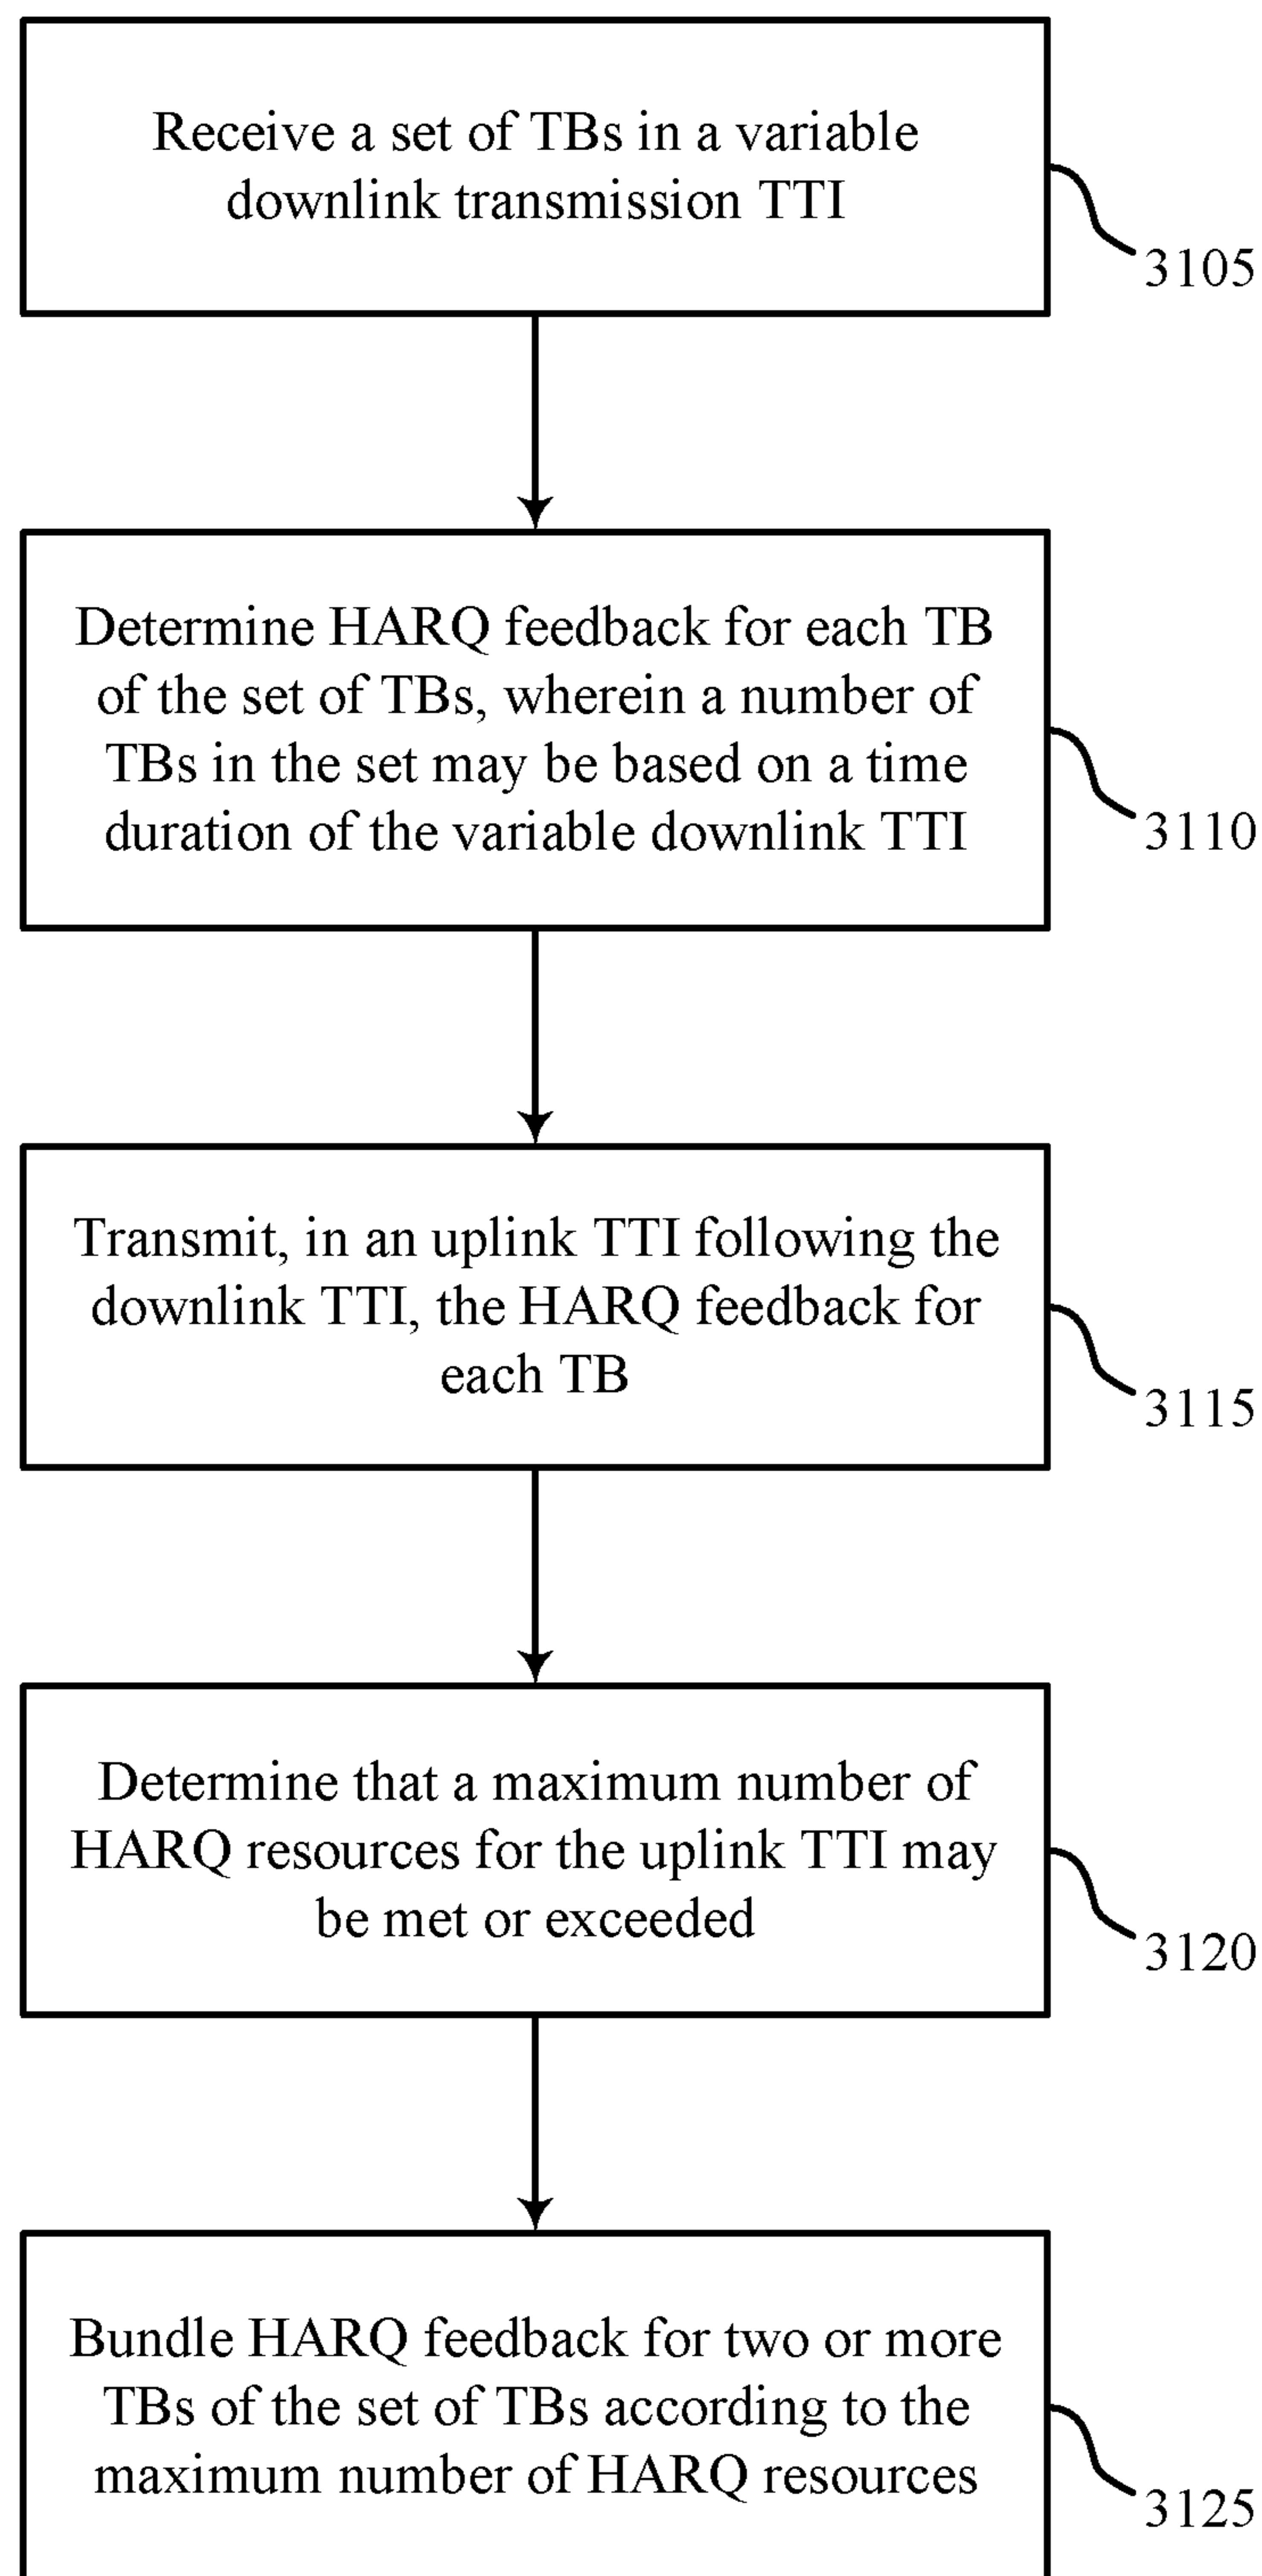 Receive a set of TBs in a variable
downlink transmission TTI
3105
Determine HARQ feedback for each TB
of the set of TBs, wherein a number of
TBs in the set may be based on a time
duration of the variable downlink TTI
3110
Transmit, in an uplink TTI following the
downlink TTI, the HARQ feedback for
each TB
3115
Determine that a maximum number of
HARQ resources for the uplink TTI may
be met or exceeded
3120
Bundle HARQ feedback for two or more
TBs of the set of TBs according to the
maximum number of HARQ resources
3125